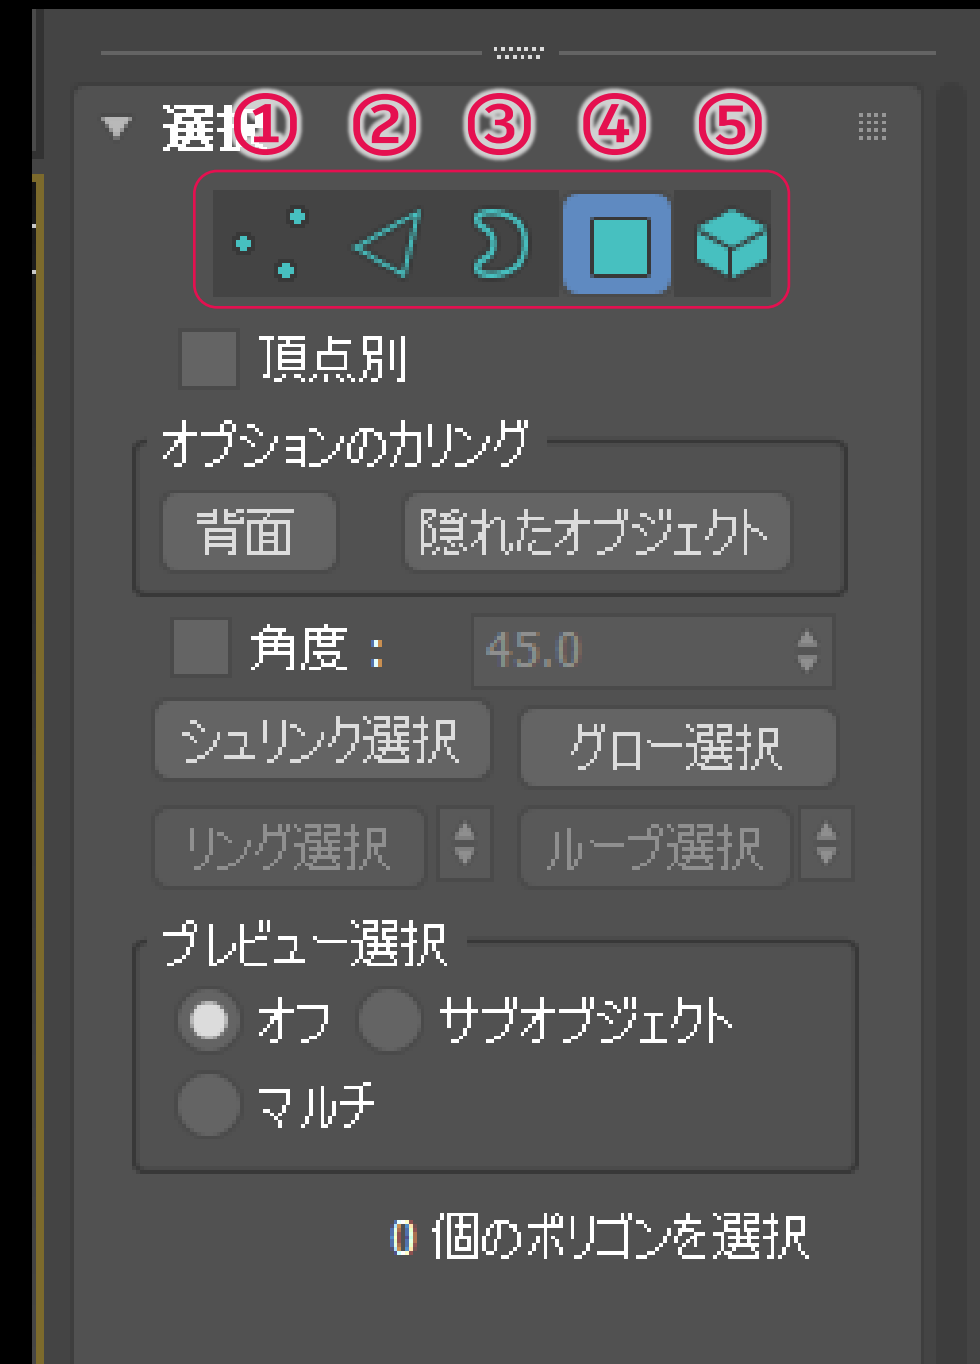 選択
① ② ③ ④ ⑤
頂点別
オプションのカリング
背面 隠れたオブジェクト
角度： 45.0
シュリンク選択 グロー選択
リング選択 ループ選択
プレビュー選択
オフ サブオブジェクト
マルチ
0 個のポリゴンを選択